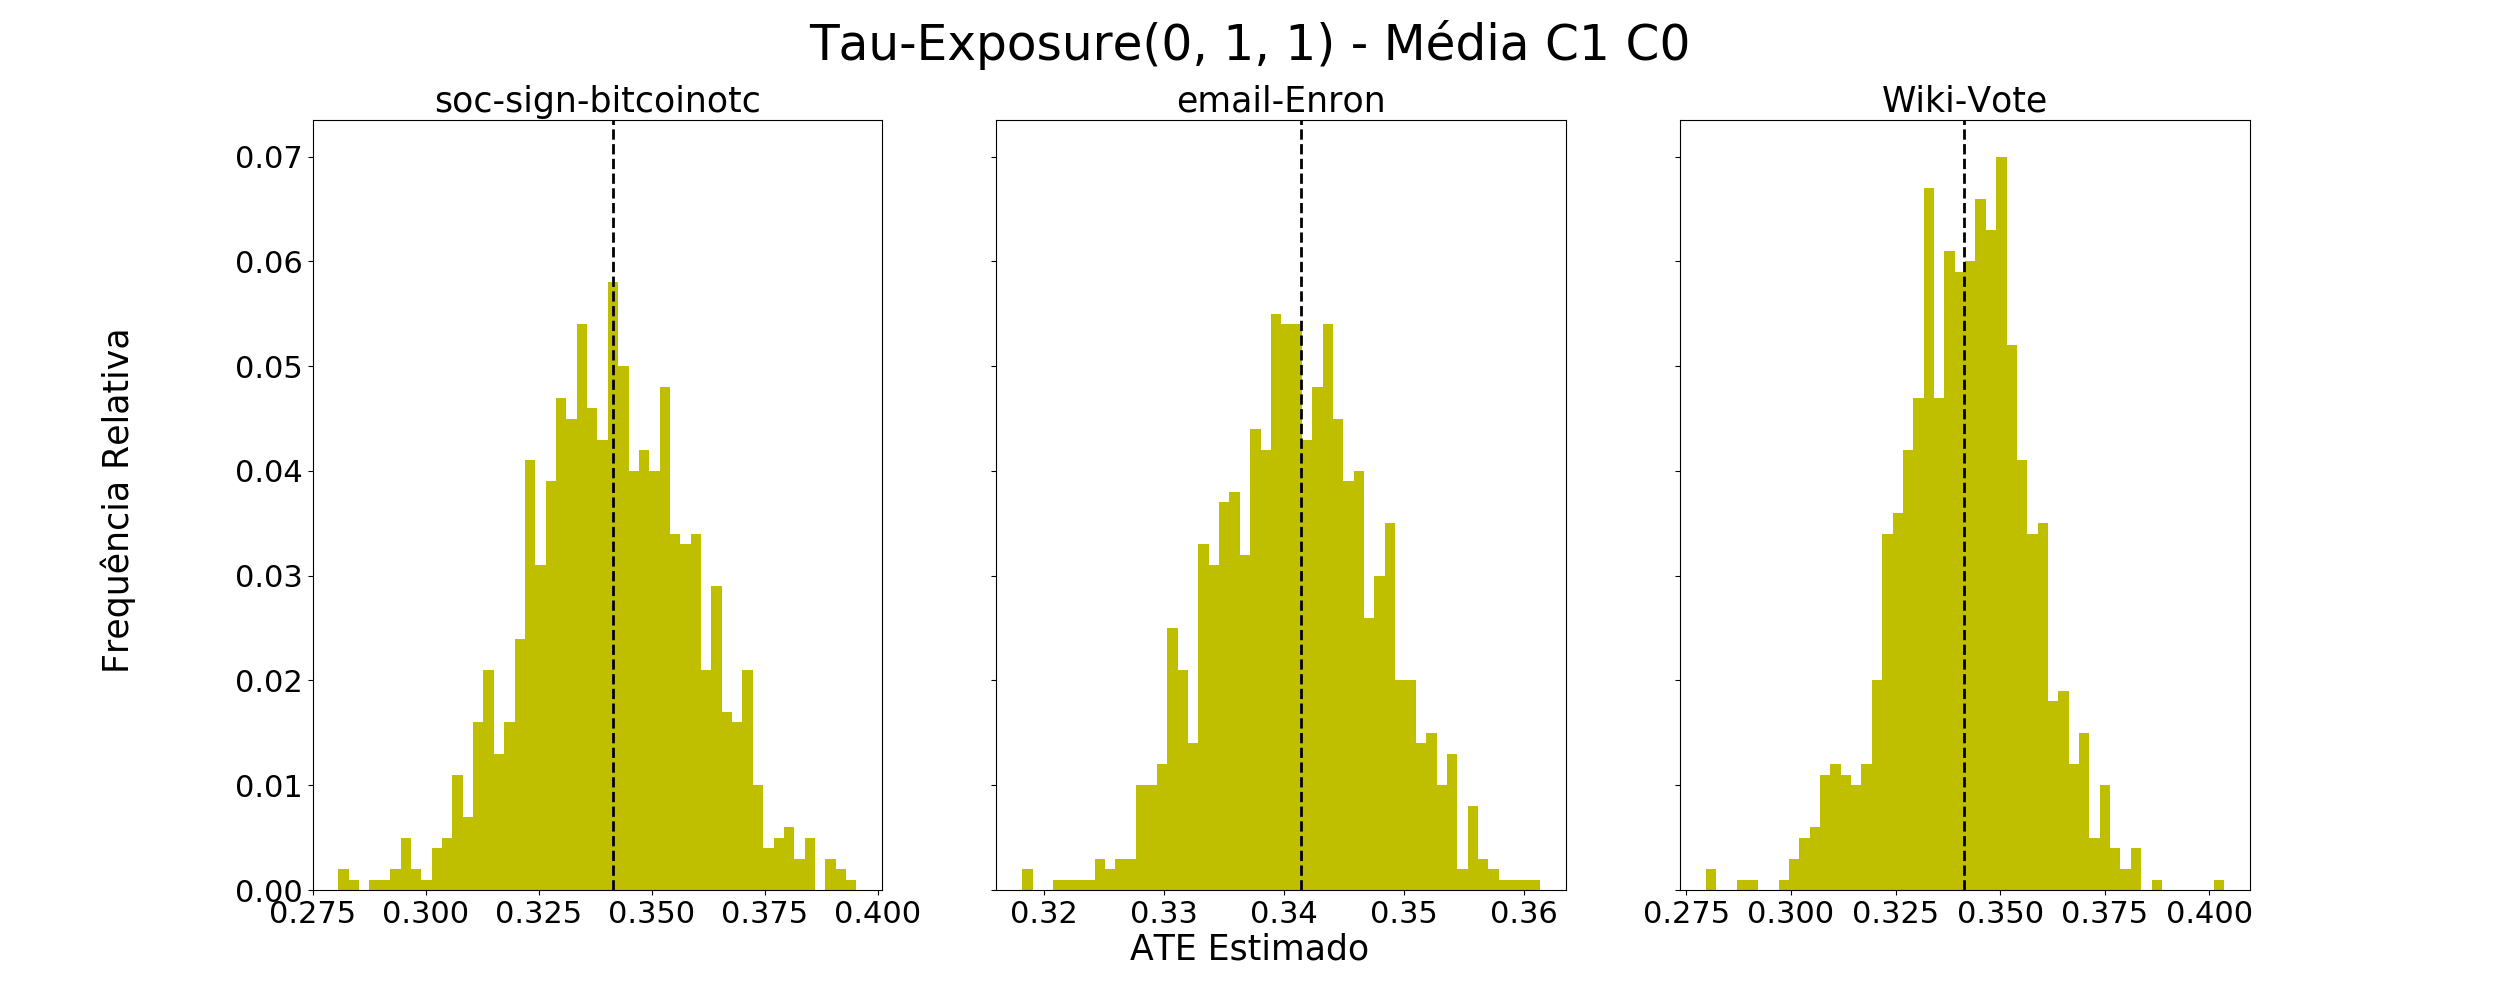 Tau-Exposure(0, 1, 1) - Média C1 C0
soc-sign-bitcoinotc
email-Enron
Wiki-Vote
Frequência Relativa
0.07
0.06
0.05
0.04
0.03
0.02
0.01
0.00
0.275 0.300 0.325 0.350 0.375 0.400
0.32 0.33 0.34 0.35 0.36
0.275 0.300 0.325 0.350 0.375 0.400
ATE Estimado